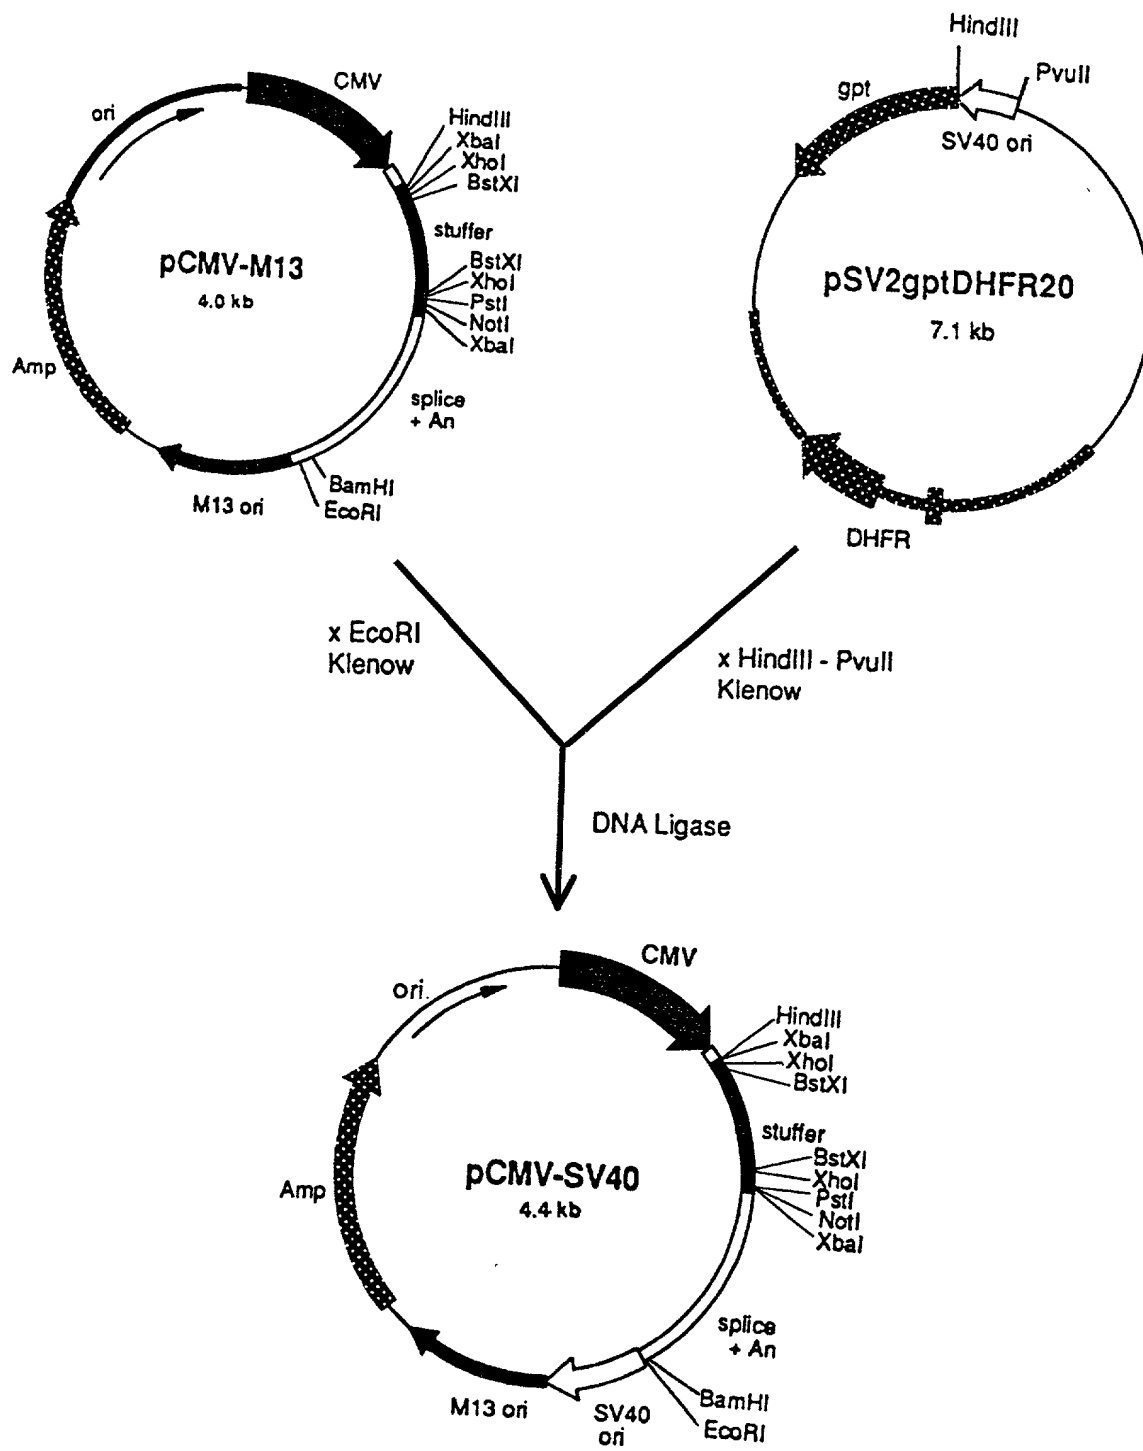 CMV
ori
HindIII
XbaI
XhoI
BstXI
stuffer
pCMV-M13
4.0 kb
BstXI
XhoI
PstI
NotI
XbaI
Amp
splice
+ An
BamHI
EcoRI
M13 ori
HindIII
PvuII
gpt
SV40 ori
pSV2gptDHFR20
7.1 kb
DHFR
x EcoRI
Klenow
x HindIII - PvuII
Klenow
DNA Ligase
CMV
ori.
HindIII
XbaI
XhoI
BstXI
stuffer
pCMV-SV40
4.4 kb
BstXI
XhoI
PstI
NotI
XbaI
Amp
splice
+ An
BamHI
EcoRI
M13 ori
SV40
ori